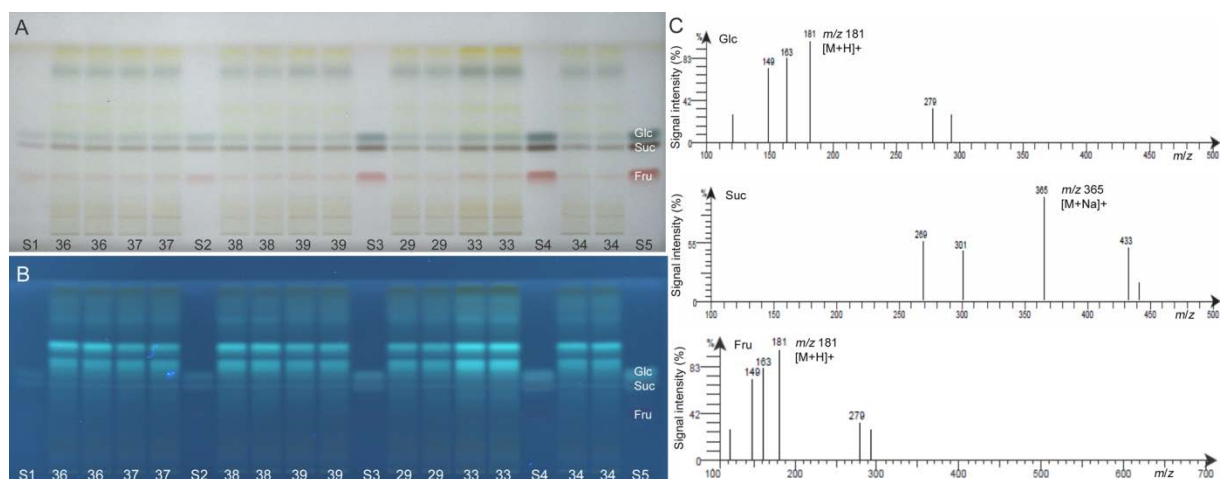 A
Glc
Suc
Fru
S1 36 36 37 37 S2 38 38 39 39 S3 29 29 33 33 S4 34 34 S5
B
Glc
Suc
Fru
S1 36 36 37 37 S2 38 38 39 39 S3 29 29 33 33 S4 34 34 S5
C
% Glc
Signal intensity (%)
83
42
0
149 163 181 279
m/z 181
[M+H]+
100 150 200 250 300 350 400 450 500
m/z
% Suc
Signal intensity (%)
55
0
269 301 365 433
m/z 365
[M+Na]+
100 150 200 250 300 350 400 450 500
m/z
% Fru
Signal intensity (%)
83
42
0
149 163 181 279
m/z 181
[M+H]+
100 200 300 400 500 600 700
m/z